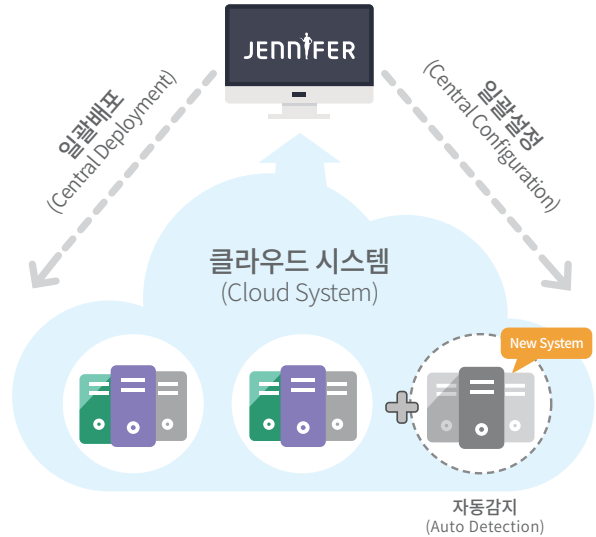 JENNIFER
일괄배포
(Central Deployment)
일괄설정
(Central Configuration)
클라우드 시스템
(Cloud System)
New System
자동감지
(Auto Detection)